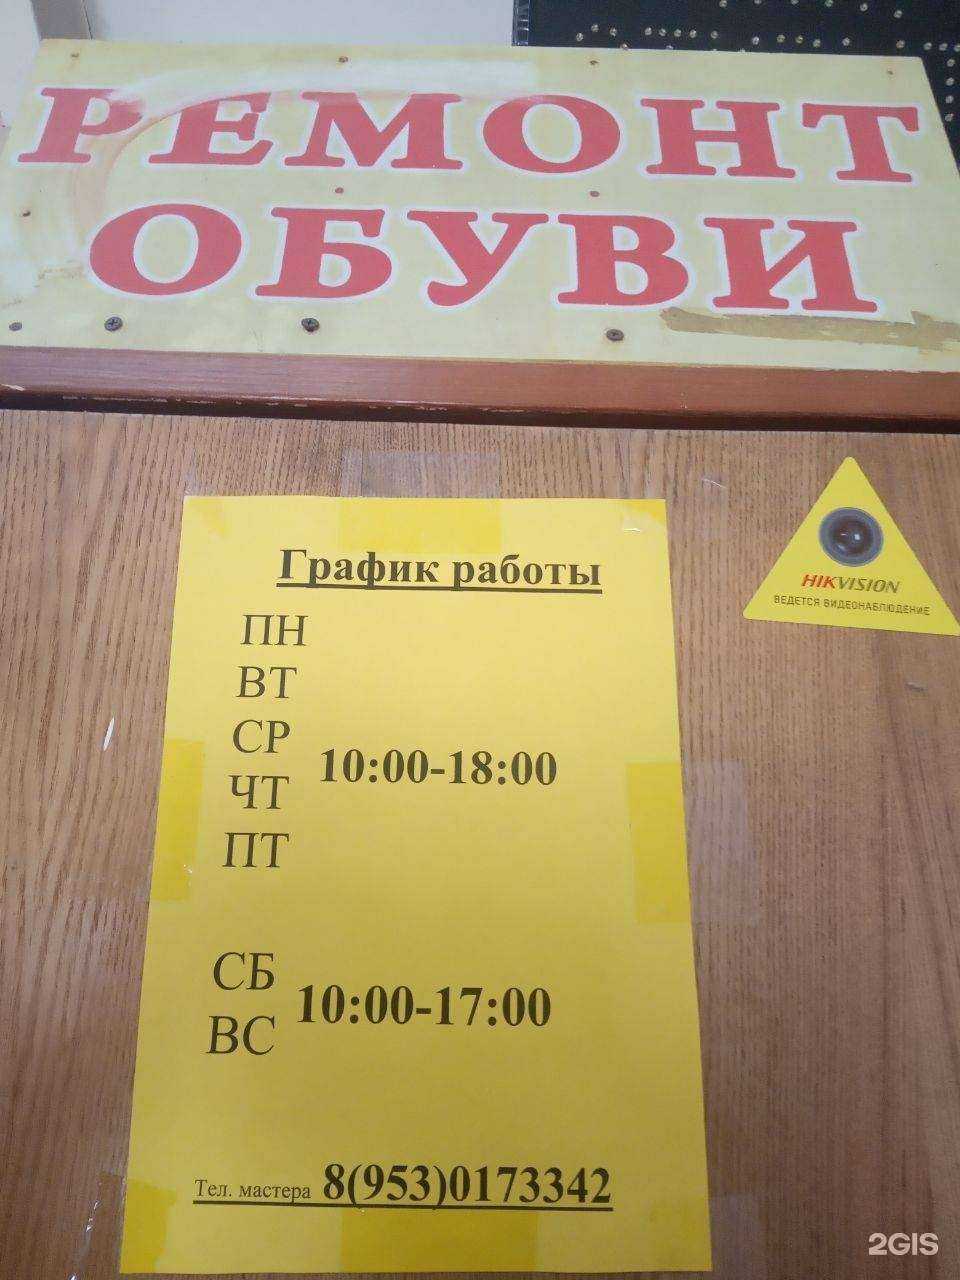 РЕМОНТ
ОБУВИ
HIKVISION
ВЕДЕТСЯ ВИДЕОНАБЛЮДЕНИЕ
График работы
ПН
ВТ
СР
10:00-18:00
ЧТ
ПТ
СБ
10:00-17:00
ВС
Тел. мастера 8(953)0173342
2GIS